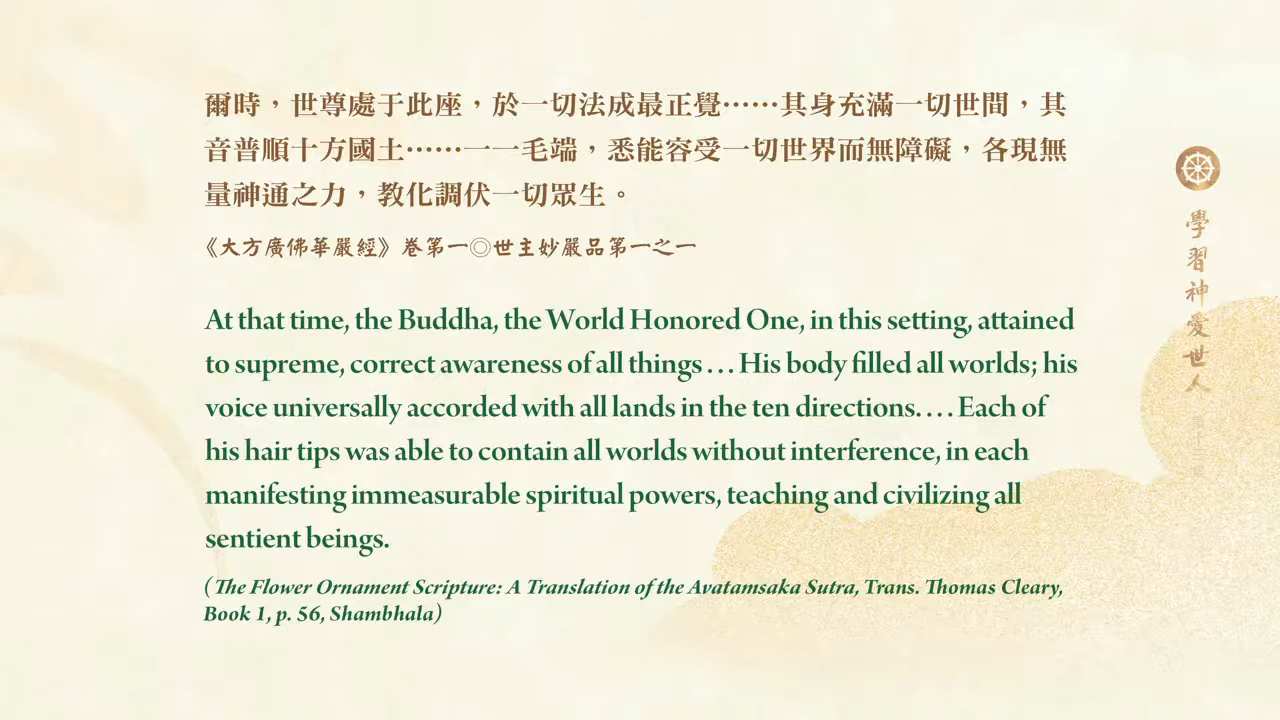 爾時，世尊處于此座，於一切法成最正覺⋯⋯其身充滿一切世間，其
音普順十方國土⋯⋯一一毛端，悉能容受一切世界而無障礙，各現無
量神通之力，教化調伏一切眾生。
《大方廣佛華嚴經》卷第一◎世主妙嚴品第一之一
At that time, the Buddha, the World Honored One, in this setting, attained
to supreme, correct awareness of all things . . . His body filled all worlds; his
voice universally accorded with all lands in the ten directions. . . . Each of
his hair tips was able to contain all worlds without interference, in each
manifesting immeasurable spiritual powers, teaching and civilizing all
sentient beings.
(The Flower Ornament Scripture: A Translation of the Avatamsaka Sutra, Trans. Thomas Cleary,
Book 1, p. 56, Shambhala)
學習神愛世人